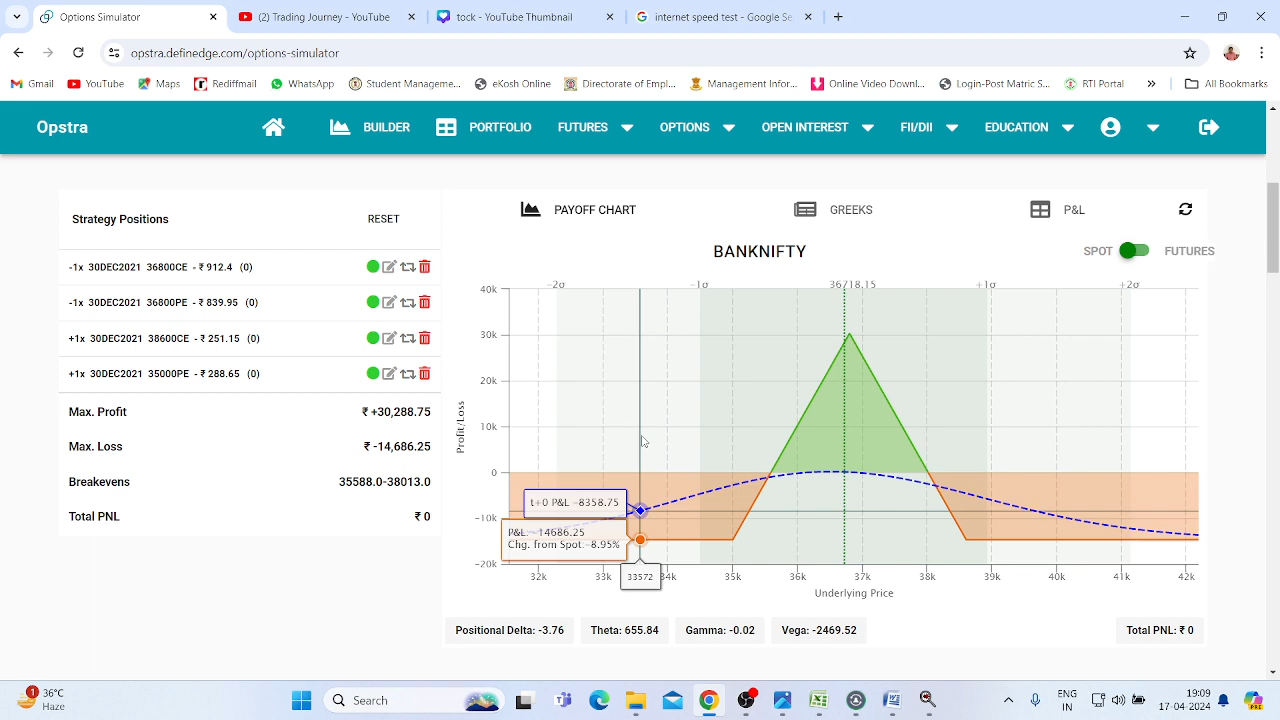 Options Simulator
(2) Trading Journey - YouTube
tock - YouTube Thumbnail
internet speed test - Google Se
opstra.definedge.com/options-simulator
Gmail YouTube Maps Rediffmail WhatsApp Student Manageme... eKosh Online Directorate of Empl... Management Infor... Online Video Down... Login-Post Matric S... RTI Portal » All Bookmarks
Opstra BUILDER PORTFOLIO FUTURES OPTIONS OPEN INTEREST FII/DII EDUCATION
Strategy Positions RESET
-1x 30DEC2021 36800CE - ₹ 912.4 (0)
-1x 30DEC2021 36800PE - ₹ 839.95 (0)
+1x 30DEC2021 38600CE - ₹ 251.15 (0)
+1x 30DEC2021 35000PE - ₹ 288.65 (0)
Max. Profit ₹ +30,288.75
Max. Loss ₹ -14,686.25
Breakevens 35588.0-38013.0
Total PNL ₹ 0
PAYOFF CHART GREEKS P&L
BANKNIFTY
SPOT FUTURES
-2σ -1σ 36718.15 +1σ +2σ
40k
30k
20k
10k
0
-10k
-20k
Profit/Loss
t+0 P&L -8358.75
P&L: -14686.25
Chg. from Spot: -8.95%
33572
32k 33k 34k 35k 36k 37k 38k 39k 40k 41k 42k
Underlying Price
Positional Delta: -3.76 Theta: 655.84 Gamma: -0.02 Vega: -2469.52 Total PNL: ₹ 0
1
36°C
Haze
Search
ENG
IN
19:09
17-04-2024
PRE